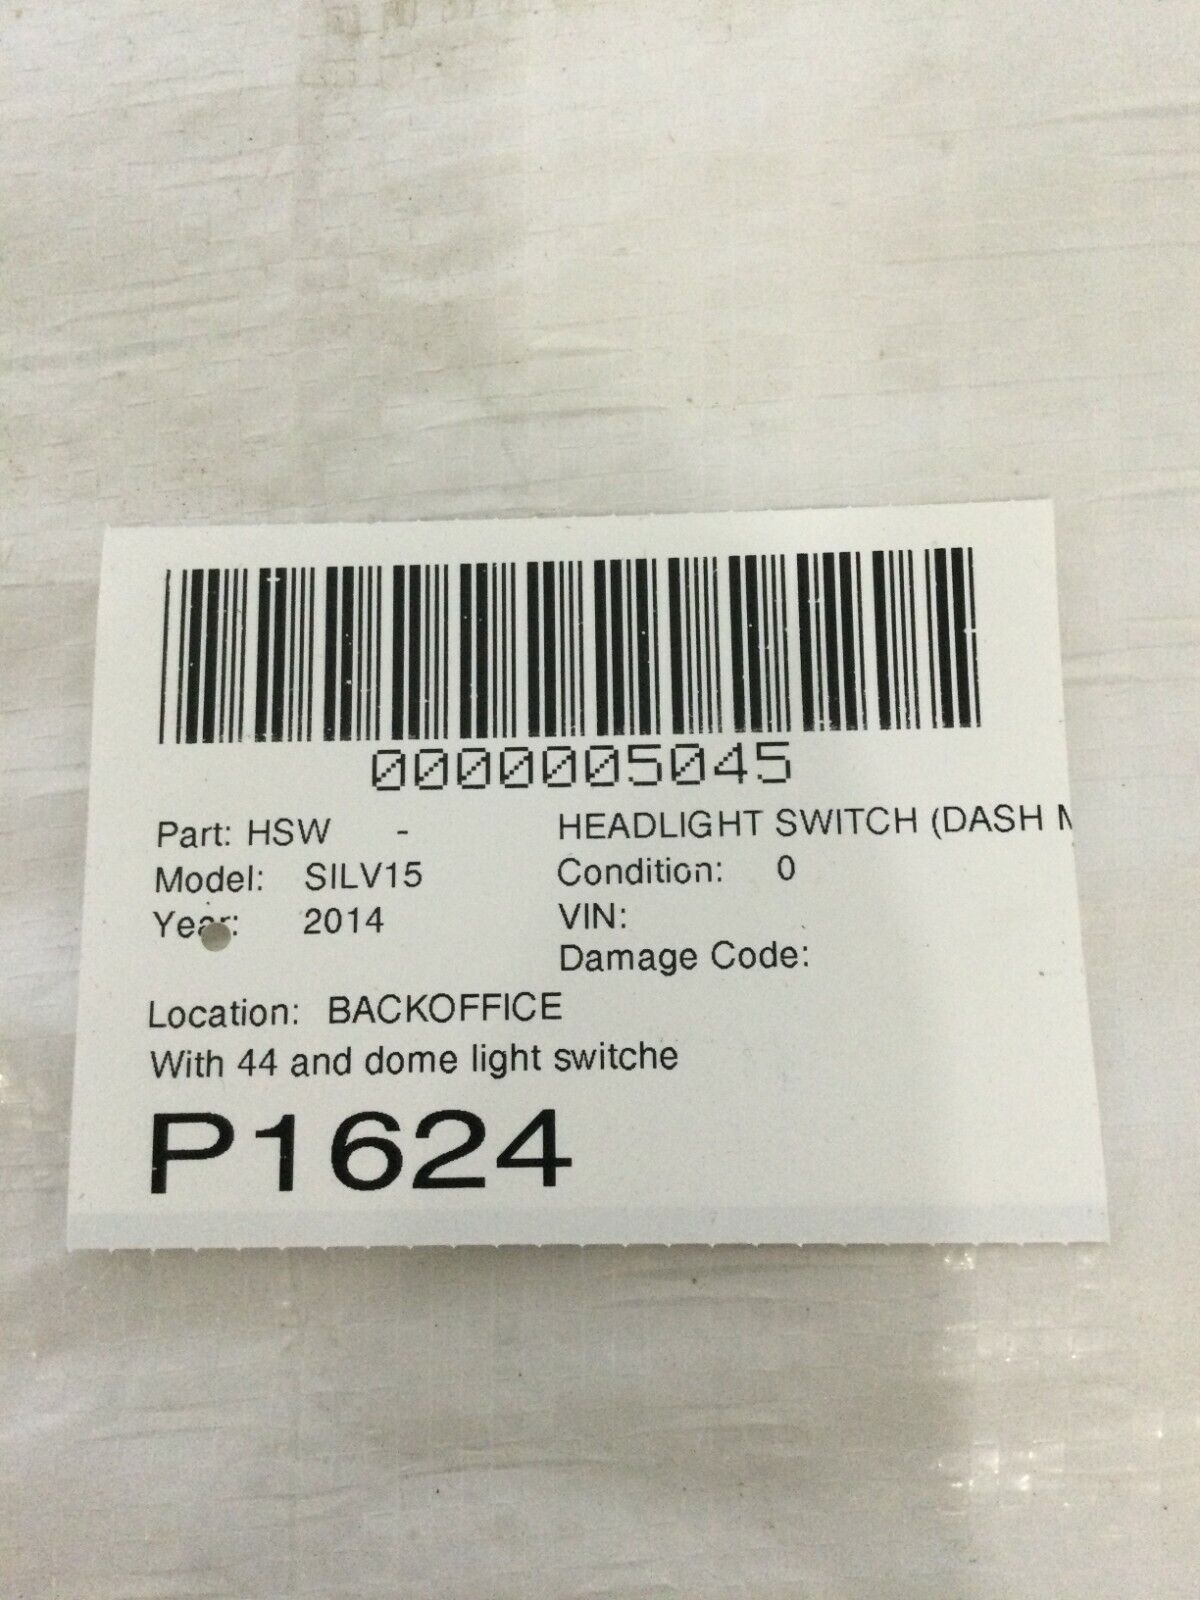 0000005045
Part: HSW - HEADLIGHT SWITCH (DASH M
Model: SILV15 Condition: 0
Year: 2014 VIN:
Damage Code:
Location: BACKOFFICE
With 44 and dome light switche
P1624